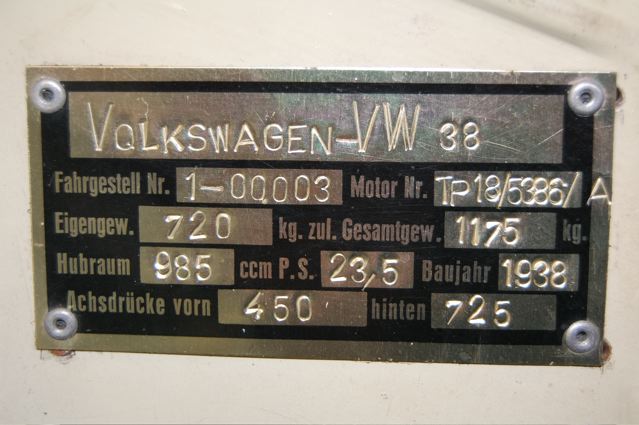 VOLKSWAGEN-VW 38
Fahrgestell Nr. 1-00003 Motor Nr. TP18/5386/A
Eigengew. 720 kg. zul. Gesamtgew. 1175 kg.
Hubraum 985 ccm P.S. 23,5 Baujahr 1938
Achsdrücke vorn 450 hinten 725